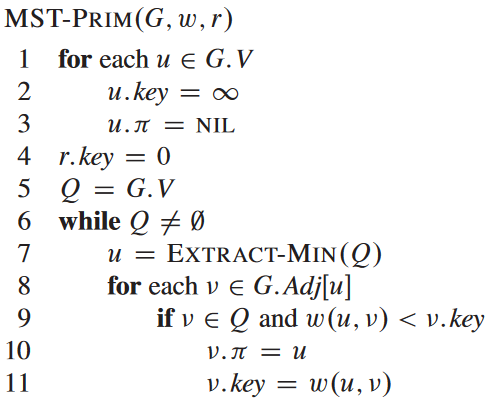 MST-PRIM(G, w, r)
1 for each u ∈ G.V
2 u.key = ∞
3 u.π = NIL
4 r.key = 0
5 Q = G.V
6 while Q ≠ ∅
7 u = EXTRACT-MIN(Q)
8 for each v ∈ G.Adj[u]
9 if v ∈ Q and w(u, v) < v.key
10 v.π = u
11 v.key = w(u, v)